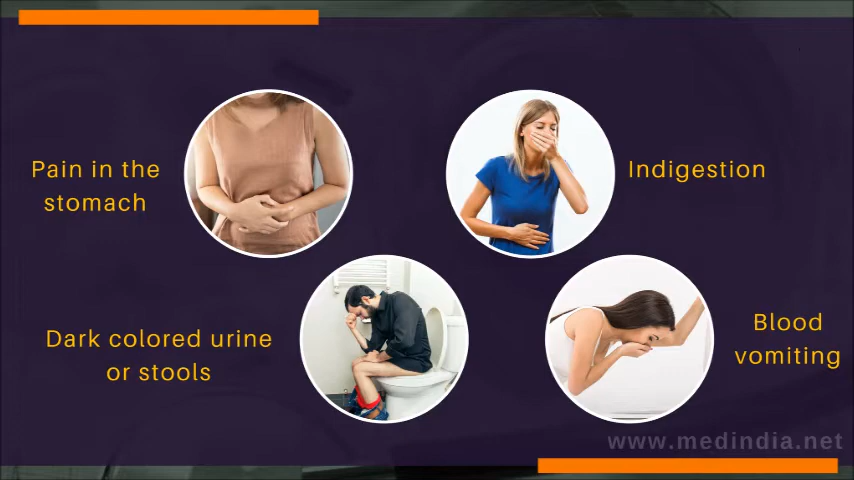 Pain in the
stomach
Indigestion
Dark colored urine
or stools
Blood
vomiting
www.medindia.net